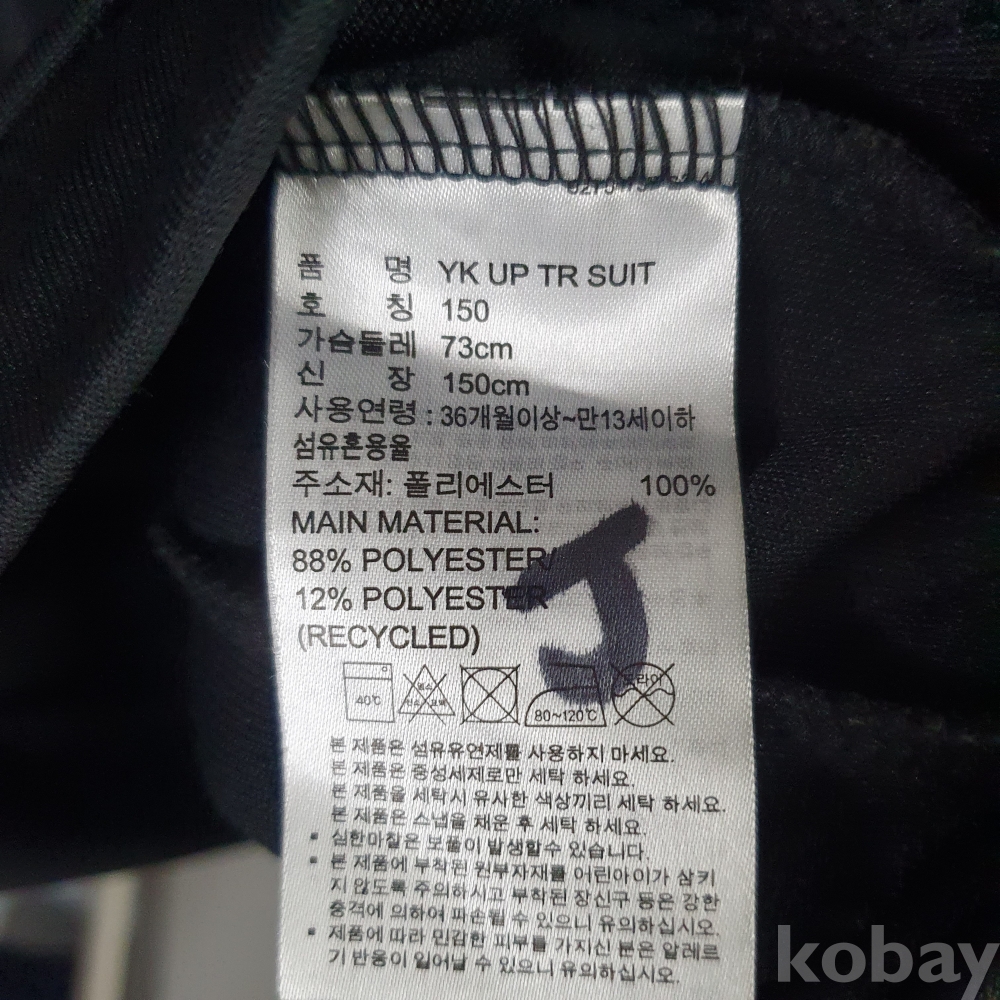 품 명 YK UP TR SUIT
호 칭 150
가슴둘레 73cm
신 장 150cm
사용연령 : 36개월이상~만13세이하
섬유혼용율
주소재: 폴리에스터 100%
MAIN MATERIAL:
88% POLYESTER/
12% POLYESTER
(RECYCLED)
40℃ 염소 산소 표백 80~120℃ 드라이
본 제품은 섬유유연제를 사용하지 마세요.
본 제품은 중성세제로만 세탁 하세요.
본 제품을 세탁시 유사한 색상끼리 세탁 하세요.
본 제품은 스냅을 채운 후 세탁 하세요.
▪ 심한마찰은 보풀이 발생할수 있습니다.
▪ 본 제품에 부착된 원부자재를 어린아이가 삼키
지 않도록 주의하시고 부착된 장신구 등은 강한
충격에 의하여 파손될 수 있으니 유의하십시오.
▪ 제품에 따라 민감한 피부를 가지신 분은 알레르
기 반응이 일어날 수 있으니 유의하십시오.
kobay